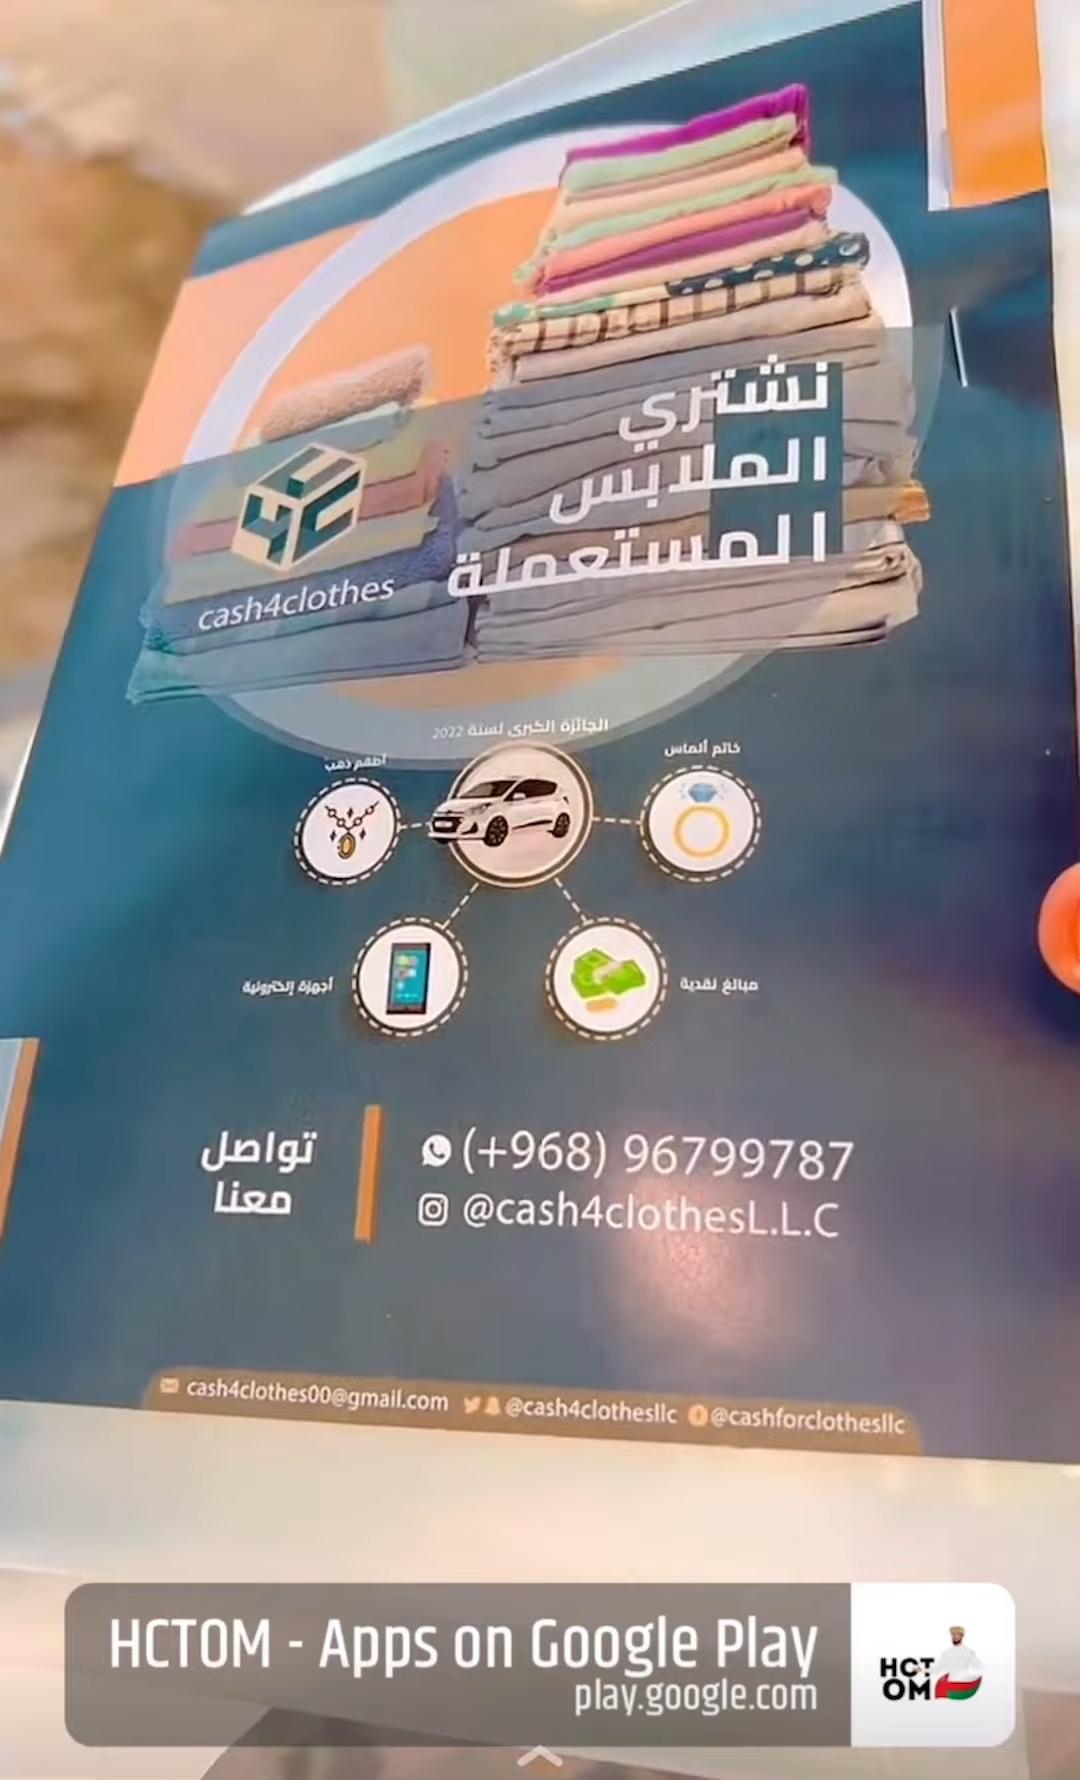 نشتري
الملابس
المستعملة
cash4clothes
الجائزة الكبرى لسنة 2022
أطقم ذهب
خاتم ألماس
أجهزة إلكترونية
مبالغ نقدية
تواصل
معنا
(+968) 96799787
@cash4clothesL.L.C
cash4clothes00@gmail.com @cash4clothesllc @cashforclothesllc
HCTOM - Apps on Google Play
play.google.com
HCT
OM